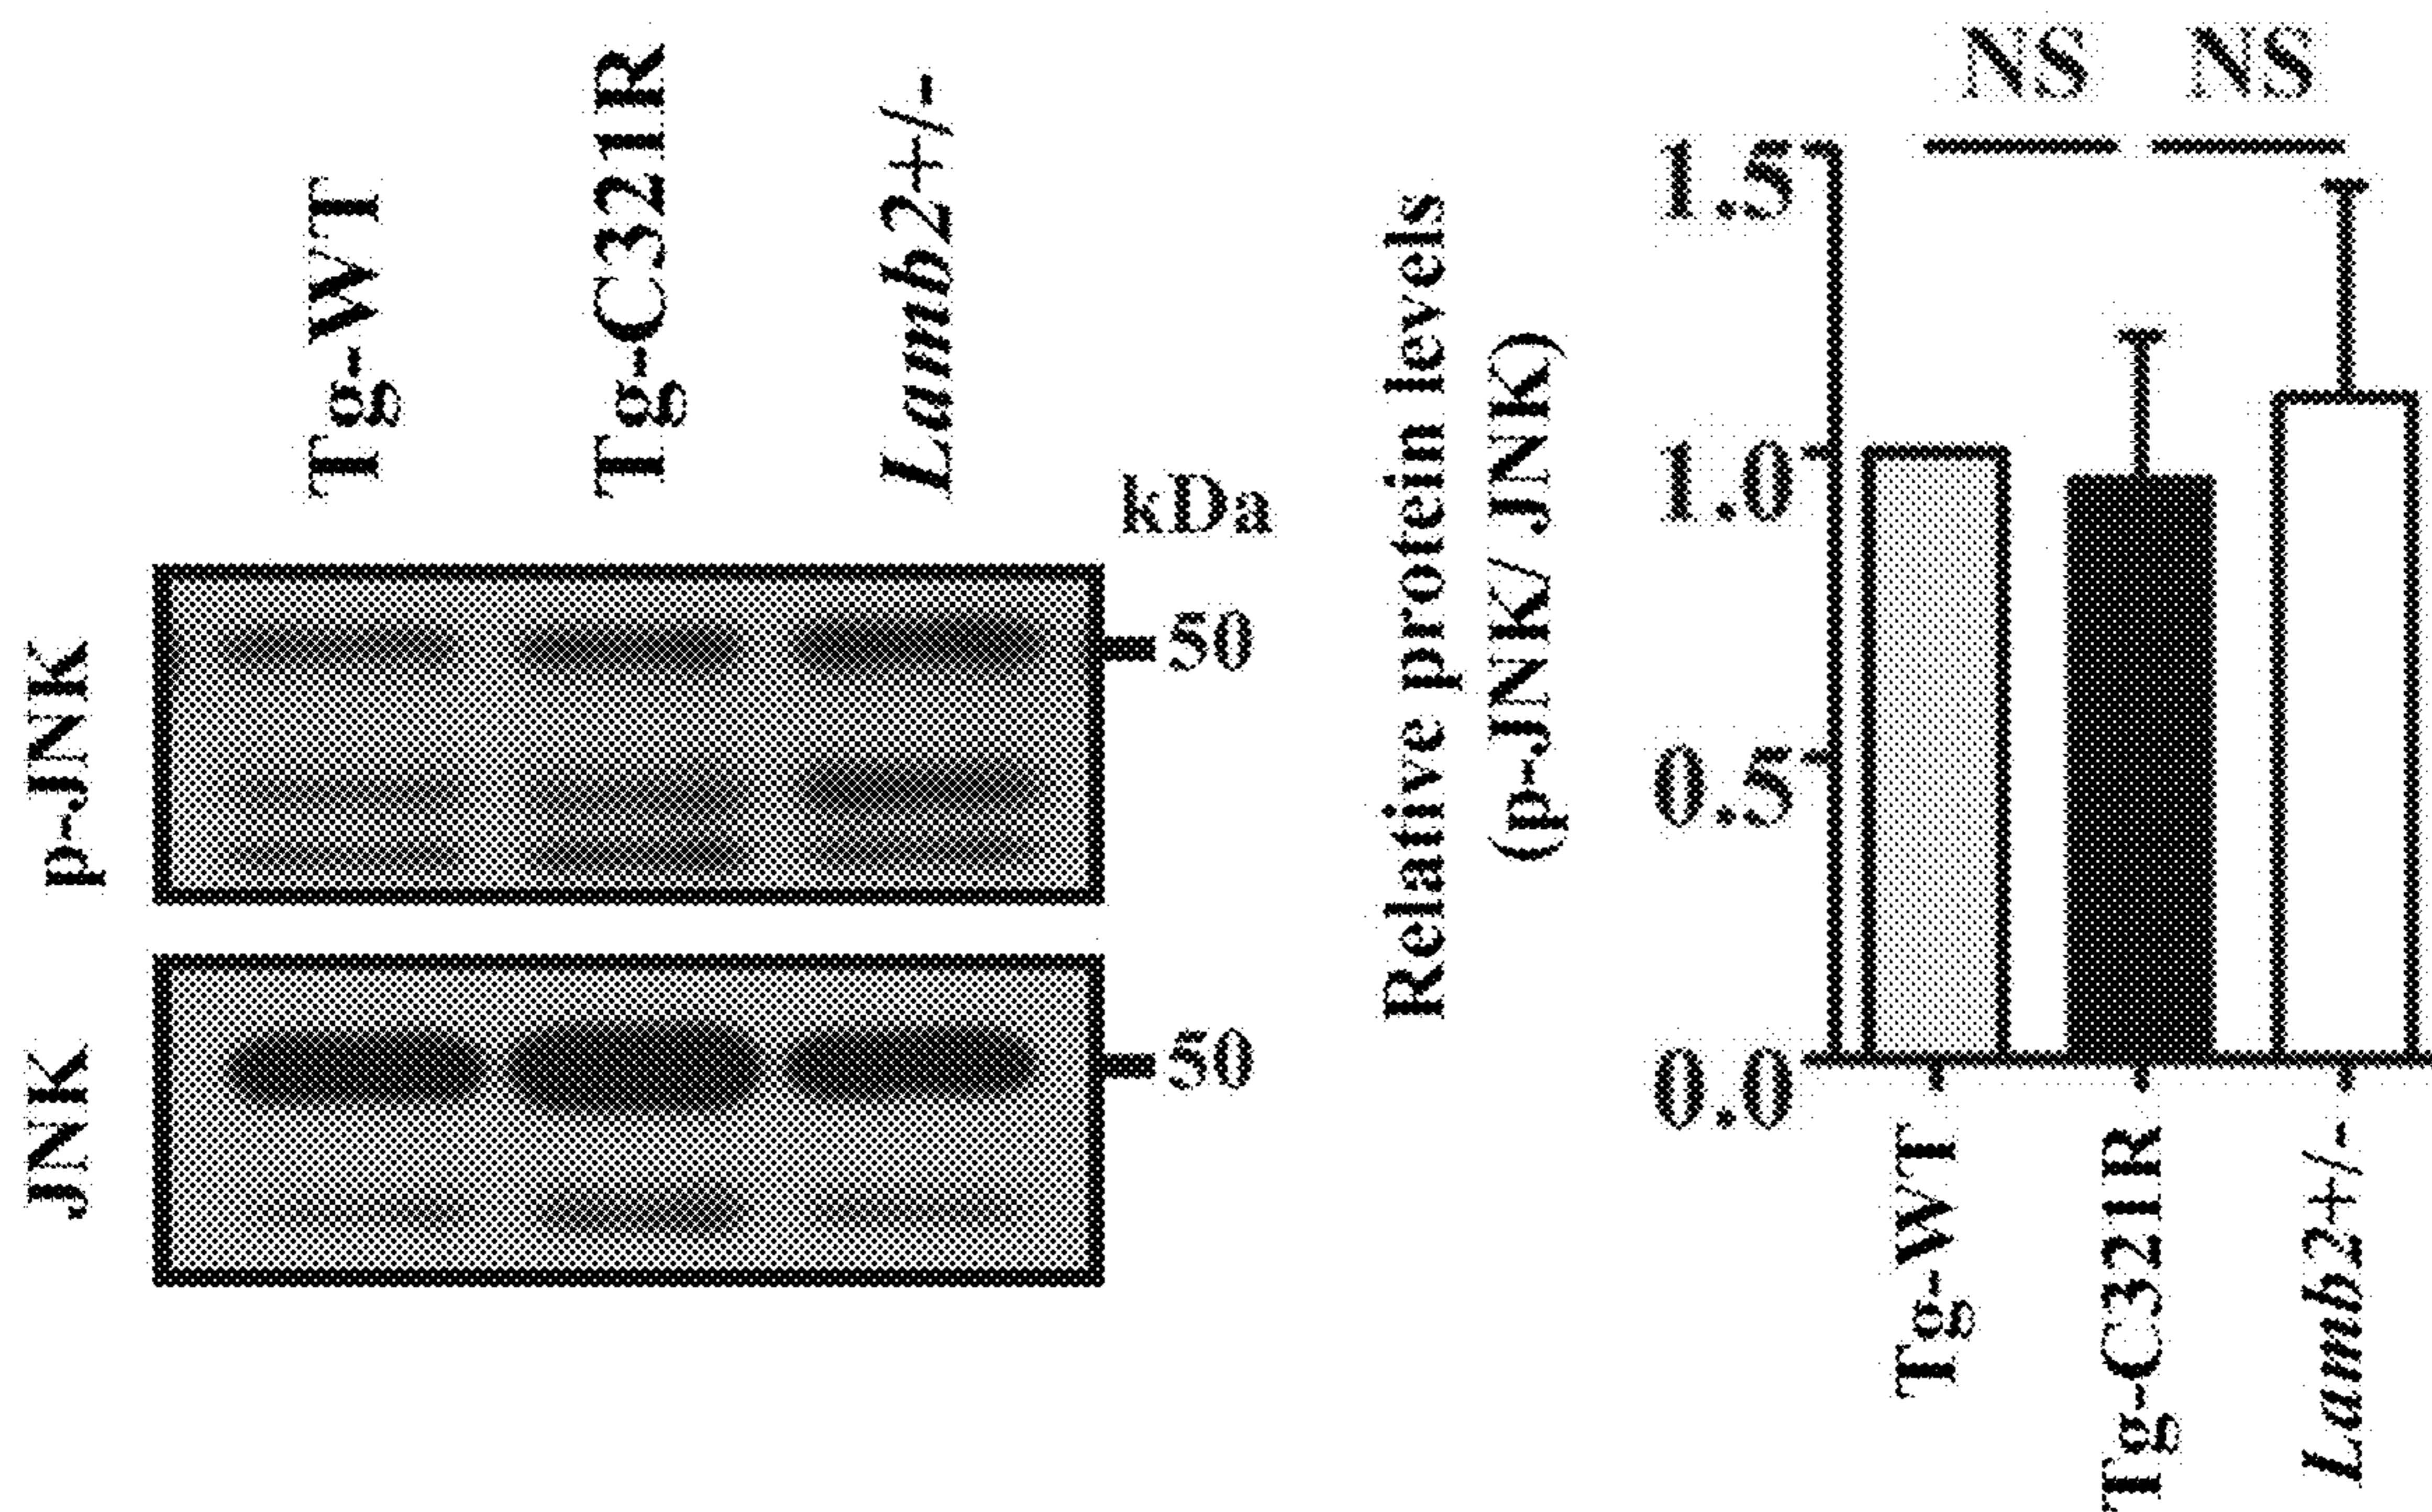 Tg-WT
Tg-C321R
Lamb2+/-
kDa
p-JNK
50
JNK
50
Relative protein levels
(p-JNK/ JNK)
NS NS
1.5
1.0
0.5
0.0
Tg-WT
Tg-C321R
Lamb2+/-